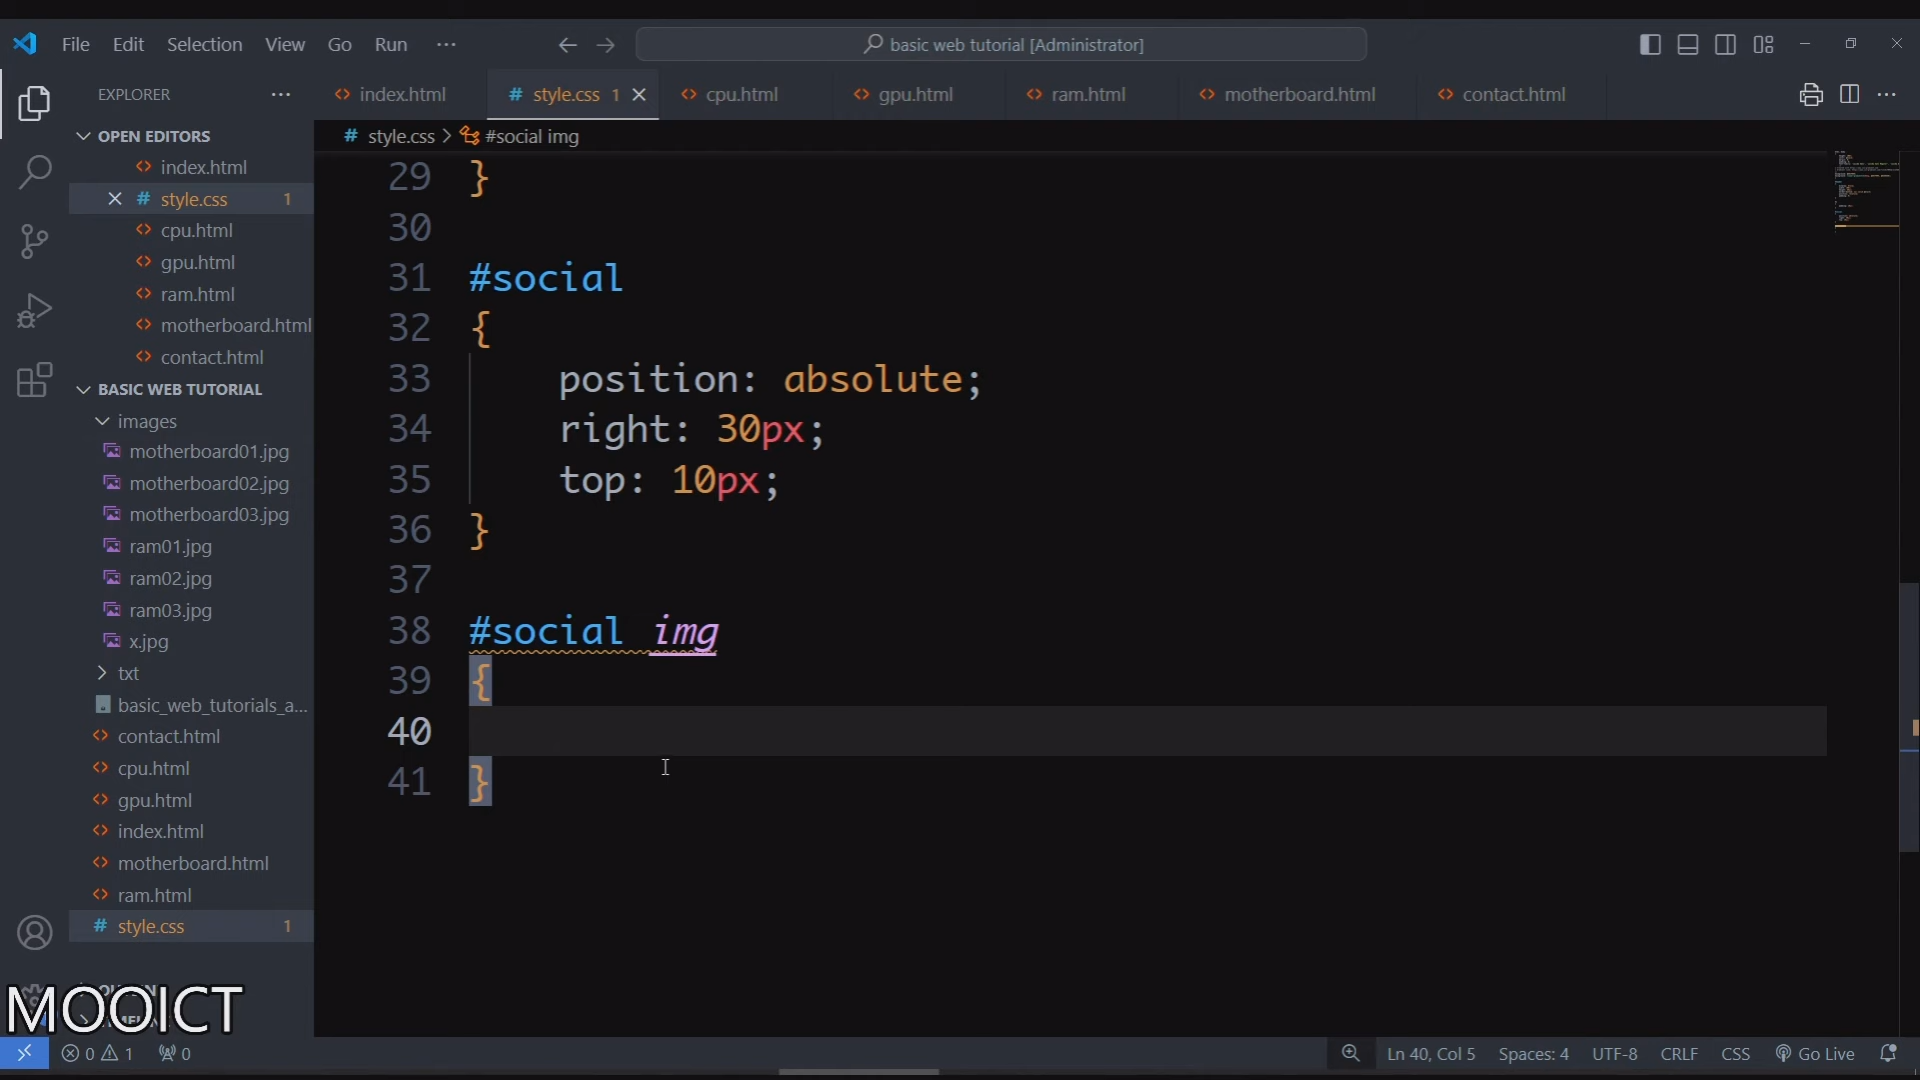 File Edit Selection View Go Run ··· basic web tutorial [Administrator]
EXPLORER ···
index.html # style.css 1 cpu.html gpu.html ram.html motherboard.html contact.html ···
OPEN EDITORS
index.html
# style.css 1
cpu.html
gpu.html
ram.html
motherboard.html
contact.html
BASIC WEB TUTORIAL
images
motherboard01.jpg
motherboard02.jpg
motherboard03.jpg
ram01.jpg
ram02.jpg
ram03.jpg
x.jpg
txt
basic_web_tutorials_a...
contact.html
cpu.html
gpu.html
index.html
motherboard.html
ram.html
# style.css 1
MOOICT
# style.css > #social img
29 }
30
31 #social
32 {
33 position: absolute;
34 right: 30px;
35 top: 10px;
36 }
37
38 #social img
39 {
40
41 }
0 1 0 Ln 40, Col 5 Spaces: 4 UTF-8 CRLF CSS Go Live